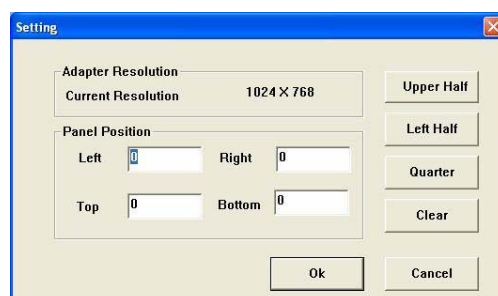 Setting
Adapter Resolution
Current Resolution 1024 X 768
Upper Half
Panel Position
Left Half
Left 0 Right 0
Quarter
Top 0 Bottom 0
Clear
Ok Cancel